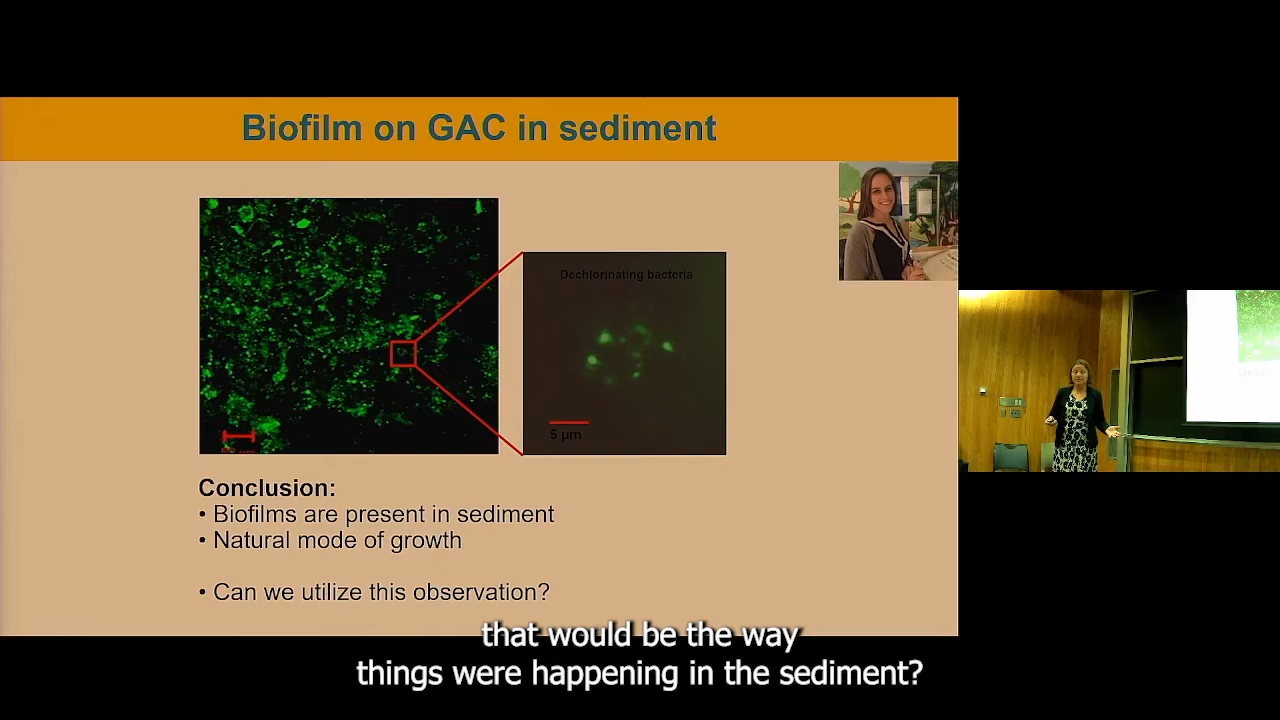 Biofilm on GAC in sediment
Dechlorinating bacteria
5 µm
Conclusion:
• Biofilms are present in sediment
• Natural mode of growth
• Can we utilize this observation?
that would be the way
things were happening in the sediment?